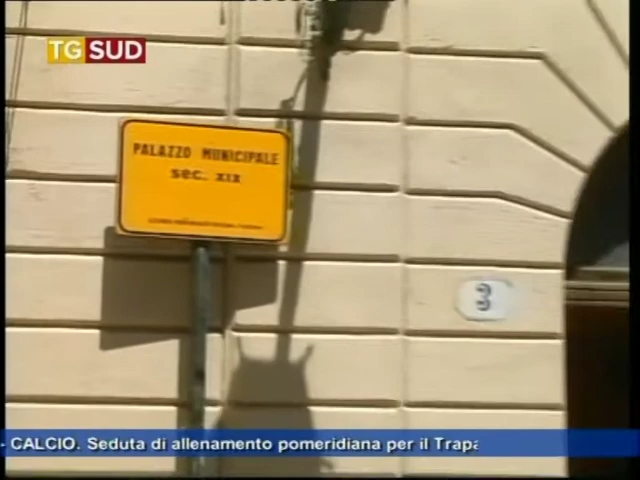 TG SUD
PALAZZO MUNICIPALE
SEC. XIX
3
- CALCIO. Seduta di allenamento pomeridiana per il Trapa